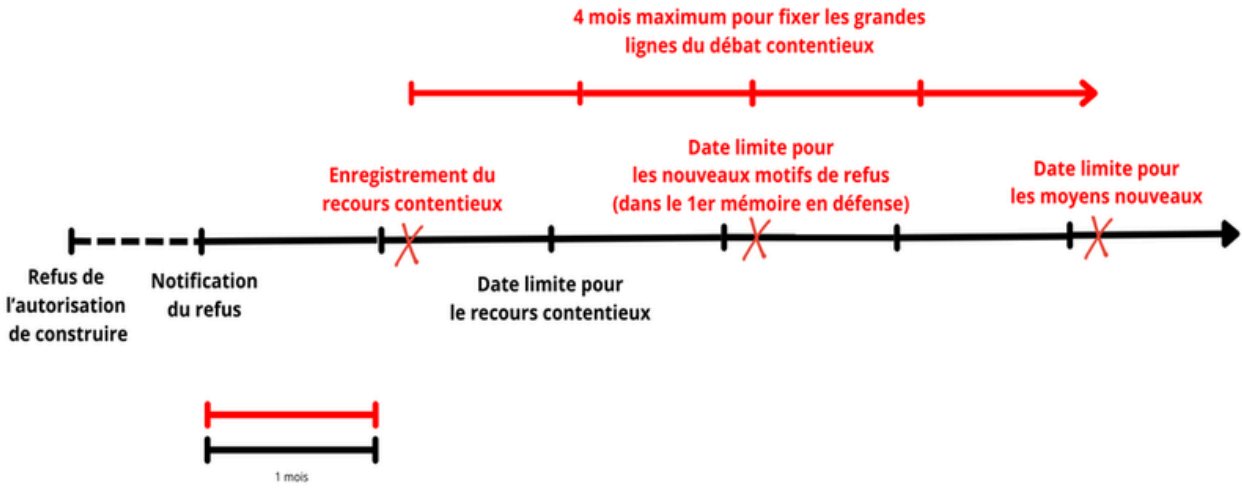 4 mois maximum pour fixer les grandes
lignes du débat contentieux
Enregistrement du
recours contentieux
Date limite pour
les nouveaux motifs de refus
(dans le 1er mémoire en défense)
Date limite pour
les moyens nouveaux
Refus de
l’autorisation
de construire
Notification
du refus
Date limite pour
le recours contentieux
1 mois